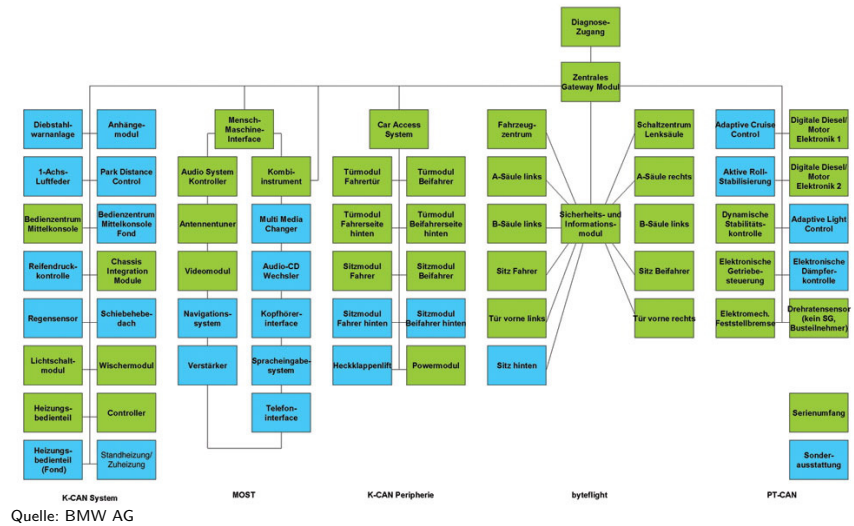 Diagnose-
Zugang
Zentrales
Gateway Modul
Diebstahl-
warnanlage
Anhänge-
modul
1-Achs-
Luftfeder
Park Distance
Control
Bedienzentrum
Mittelkonsole
Bedienzentrum
Mittelkonsole
Fond
Reifendruck-
kontrolle
Chassis
Integration
Module
Regensensor
Schiebehebe-
dach
Lichtschalt-
modul
Wischermodul
Heizungs-
bedienteil
Controller
Heizungs-
bedienteil
(Fond)
Standheizung/
Zuheizung
K-CAN System
Mensch-
Maschine-
Interface
Audio System
Kontroller
Kombi-
instrument
Antennentuner
Multi Media
Changer
Videomodul
Audio-CD
Wechsler
Navigations-
system
Kopfhörer-
interface
Verstärker
Spracheingabe-
system
Telefon-
interface
MOST
Car Access
System
Türmodul
Fahrertür
Türmodul
Beifahrer
Türmodul
Fahrerseite
hinten
Türmodul
Beifahrerseite
hinten
Sitzmodul
Fahrer
Sitzmodul
Beifahrer
Sitzmodul
Fahrer hinten
Sitzmodul
Beifahrer hinten
Heckklappenlift
Powermodul
K-CAN Peripherie
Fahrzeug-
zentrum
Schaltzentrum
Lenksäule
A-Säule links
A-Säule rechts
B-Säule links
Sicherheits- und
Informations-
modul
B-Säule links
Sitz Fahrer
Sitz Beifahrer
Tür vorne links
Tür vorne rechts
Sitz hinten
byteflight
Adaptive Cruise
Control
Digitale Diesel/
Motor
Elektronik 1
Aktive Roll-
Stabilisierung
Digitale Diesel/
Motor
Elektronik 2
Dynamische
Stabilitäts-
kontrolle
Adaptive Light
Control
Elektronische
Getriebe-
steuerung
Elektronische
Dämpfer-
kontrolle
Elektromech.
Feststellbremse
Drehratensensor
(kein SG,
Busteilnehmer)
Serienumfang
Sonder-
ausstattung
PT-CAN
Quelle: BMW AG